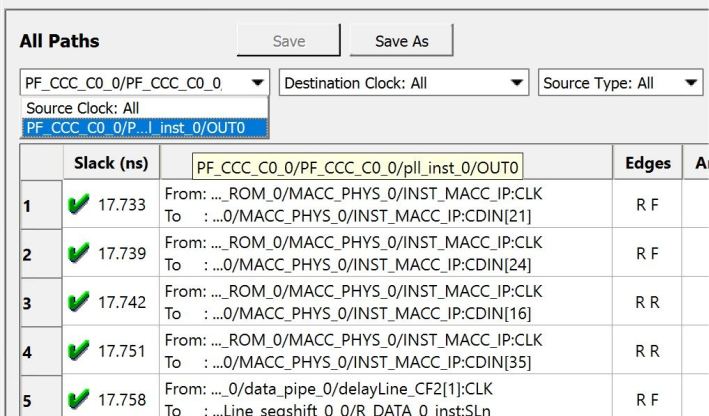 All Paths
Save
Save As
PF_CCC_C0_0/PF_CCC_C0_0/
Destination Clock: All
Source Type: All
Source Clock: All
PF_CCC_C0_0/P...l_inst_0/OUT0
Slack (ns)
PF_CCC_C0_0/PF_CCC_C0_0/pll_inst_0/OUT0
Edges
1
17.733
From: ..._ROM_0/MACC_PHYS_0/INST_MACC_IP:CLK
To : ...0/MACC_PHYS_0/INST_MACC_IP:CDIN[21]
R F
2
17.739
From: ..._ROM_0/MACC_PHYS_0/INST_MACC_IP:CLK
To : ...0/MACC_PHYS_0/INST_MACC_IP:CDIN[24]
R F
3
17.742
From: ..._ROM_0/MACC_PHYS_0/INST_MACC_IP:CLK
To : ...0/MACC_PHYS_0/INST_MACC_IP:CDIN[16]
R R
4
17.751
From: ..._ROM_0/MACC_PHYS_0/INST_MACC_IP:CLK
To : ...0/MACC_PHYS_0/INST_MACC_IP:CDIN[35]
R R
5
17.758
From: ..._0/data_pipe_0/delayLine_CF2[1]:CLK
To : ...Line_seqshift_0_0/R_DATA_0_inst:SLn
R F